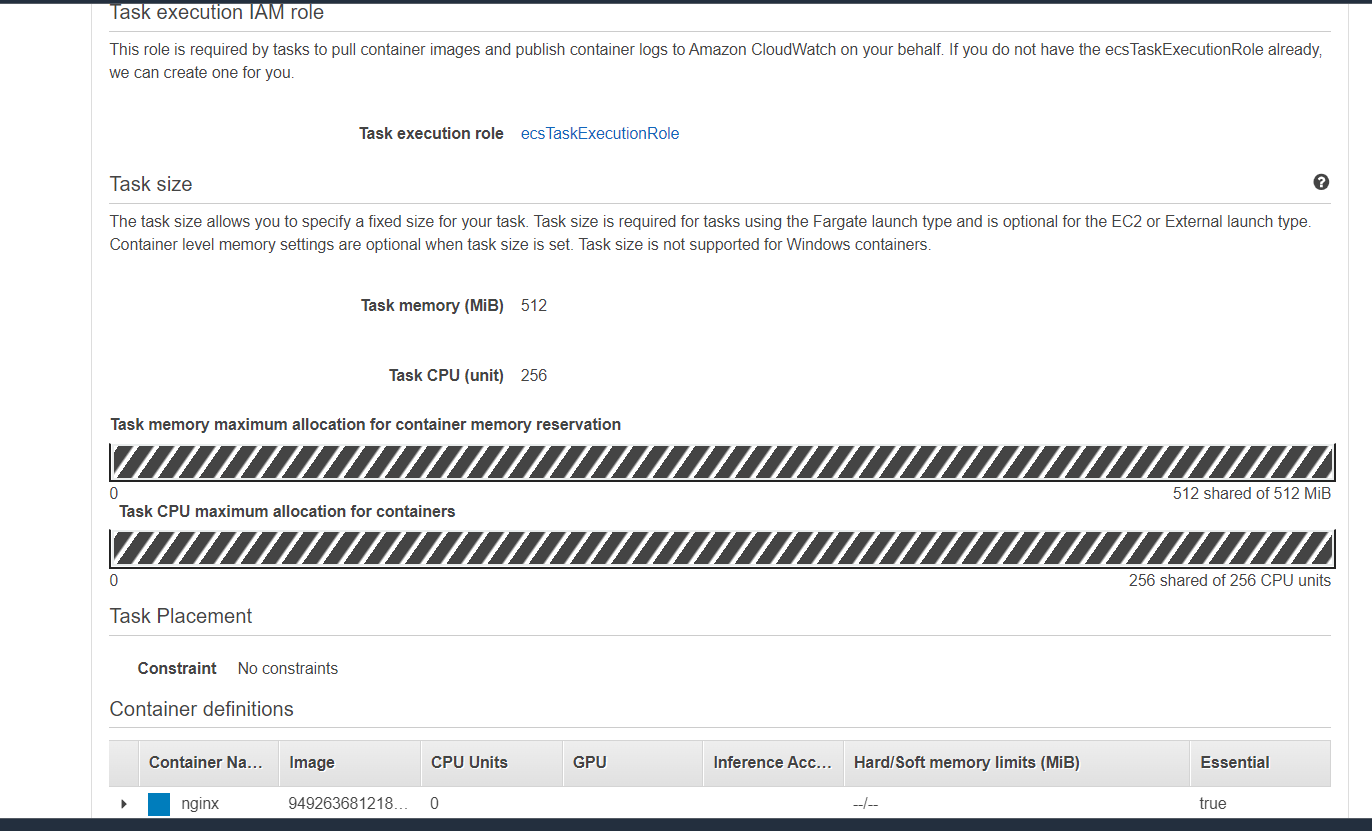 Task execution IAM role
This role is required by tasks to pull container images and publish container logs to Amazon CloudWatch on your behalf. If you do not have the ecsTaskExecutionRole already,
we can create one for you.
Task execution role ecsTaskExecutionRole
Task size
The task size allows you to specify a fixed size for your task. Task size is required for tasks using the Fargate launch type and is optional for the EC2 or External launch type.
Container level memory settings are optional when task size is set. Task size is not supported for Windows containers.
Task memory (MiB) 512
Task CPU (unit) 256
Task memory maximum allocation for container memory reservation
0 512 shared of 512 MiB
Task CPU maximum allocation for containers
0 256 shared of 256 CPU units
Task Placement
Constraint No constraints
Container definitions
Container Na... Image CPU Units GPU Inference Acc... Hard/Soft memory limits (MiB) Essential
nginx 949263681218... 0 --/-- true